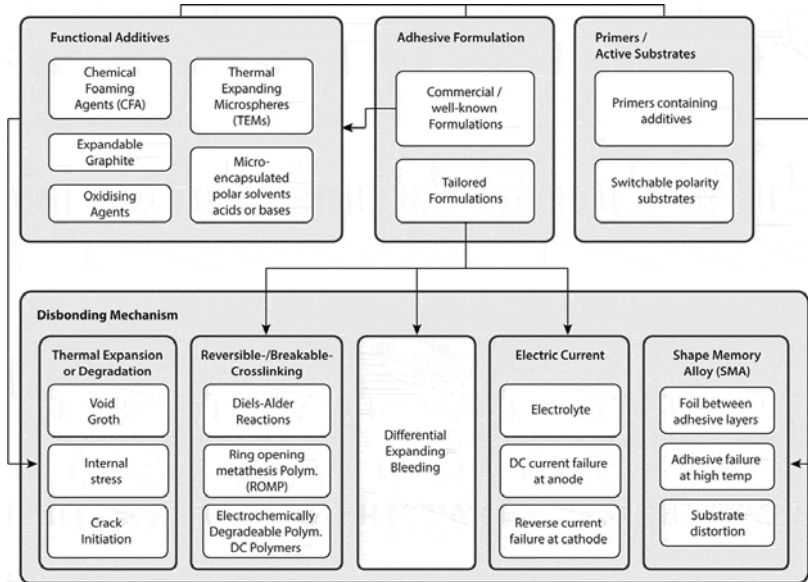 Functional Additives
Chemical
Foaming
Agents (CFA)
Expandable
Graphite
Oxidising
Agents
Thermal
Expanding
Microspheres
(TEMs)
Micro-
encapsulated
polar solvents
acids or bases
Adhesive Formulation
Commercial /
well-known
Formulations
Tailored
Formulations
Primers /
Active Substrates
Primers containing
additives
Switchable polarity
substrates
Disbonding Mechanism
Thermal Expansion
or Degradation
Void
Groth
Internal
stress
Crack
Initiation
Reversible-/Breakable-
Crosslinking
Diels-Alder
Reactions
Ring opening
metathesis Polym.
(ROMP)
Electrochemically
Degradeable Polym.
DC Polymers
Differential
Expanding
Bleeding
Electric Current
Electrolyte
DC current failure
at anode
Reverse current
failure at cathode
Shape Memory
Alloy (SMA)
Foil between
adhesive layers
Adhesive failure
at high temp
Substrate
distortion